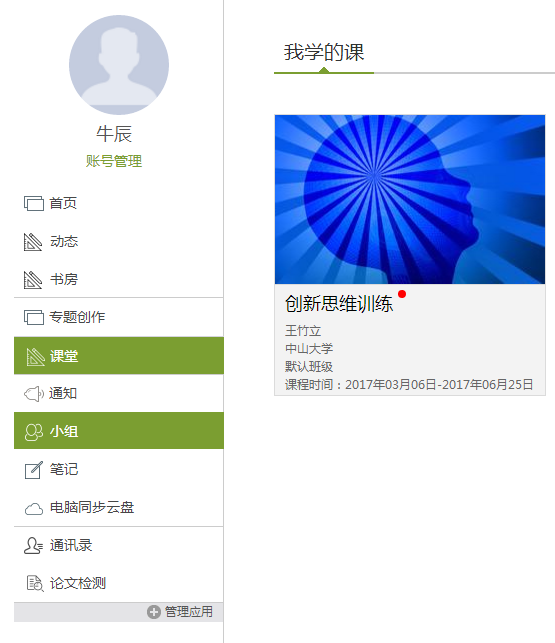 牛辰
账号管理
首页
动态
书房
专题创作
课堂
通知
小组
笔记
电脑同步云盘
通讯录
论文检测
管理应用
我学的课
创新思维训练
王竹立
中山大学
默认班级
课程时间：2017年03月06日-2017年06月25日